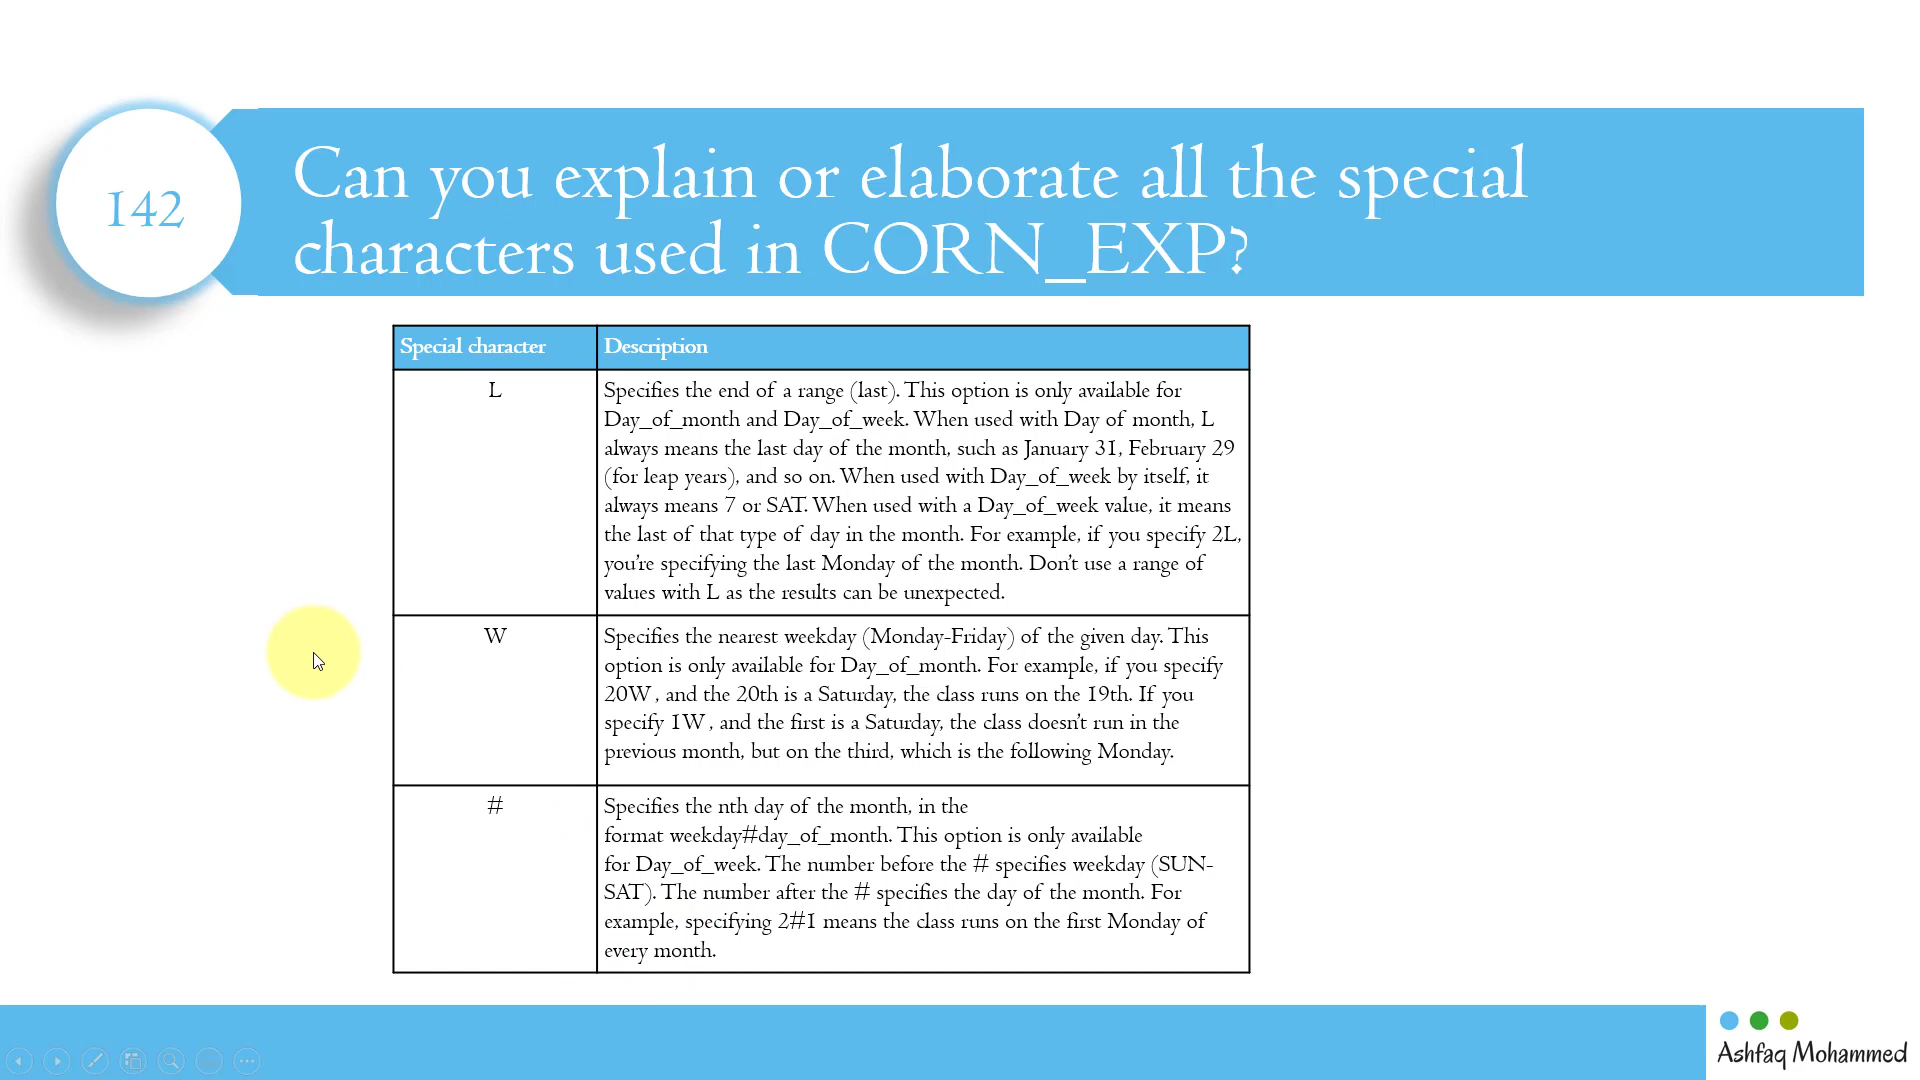 142
Can you explain or elaborate all the special
characters used in CORN_EXP?
Special character
Description
L
Specifies the end of a range (last). This option is only available for
Day_of_month and Day_of_week. When used with Day of month, L
always means the last day of the month, such as January 31, February 29
(for leap years), and so on. When used with Day_of_week by itself, it
always means 7 or SAT. When used with a Day_of_week value, it means
the last of that type of day in the month. For example, if you specify 2L,
you're specifying the last Monday of the month. Don't use a range of
values with L as the results can be unexpected.
W
Specifies the nearest weekday (Monday-Friday) of the given day. This
option is only available for Day_of_month. For example, if you specify
20W, and the 20th is a Saturday, the class runs on the 19th. If you
specify 1W, and the first is a Saturday, the class doesn't run in the
previous month, but on the third, which is the following Monday.
#
Specifies the nth day of the month, in the
format weekday#day_of_month. This option is only available
for Day_of_week. The number before the # specifies weekday (SUN-
SAT). The number after the # specifies the day of the month. For
example, specifying 2#1 means the class runs on the first Monday of
every month.
Ashfaq Mohammed